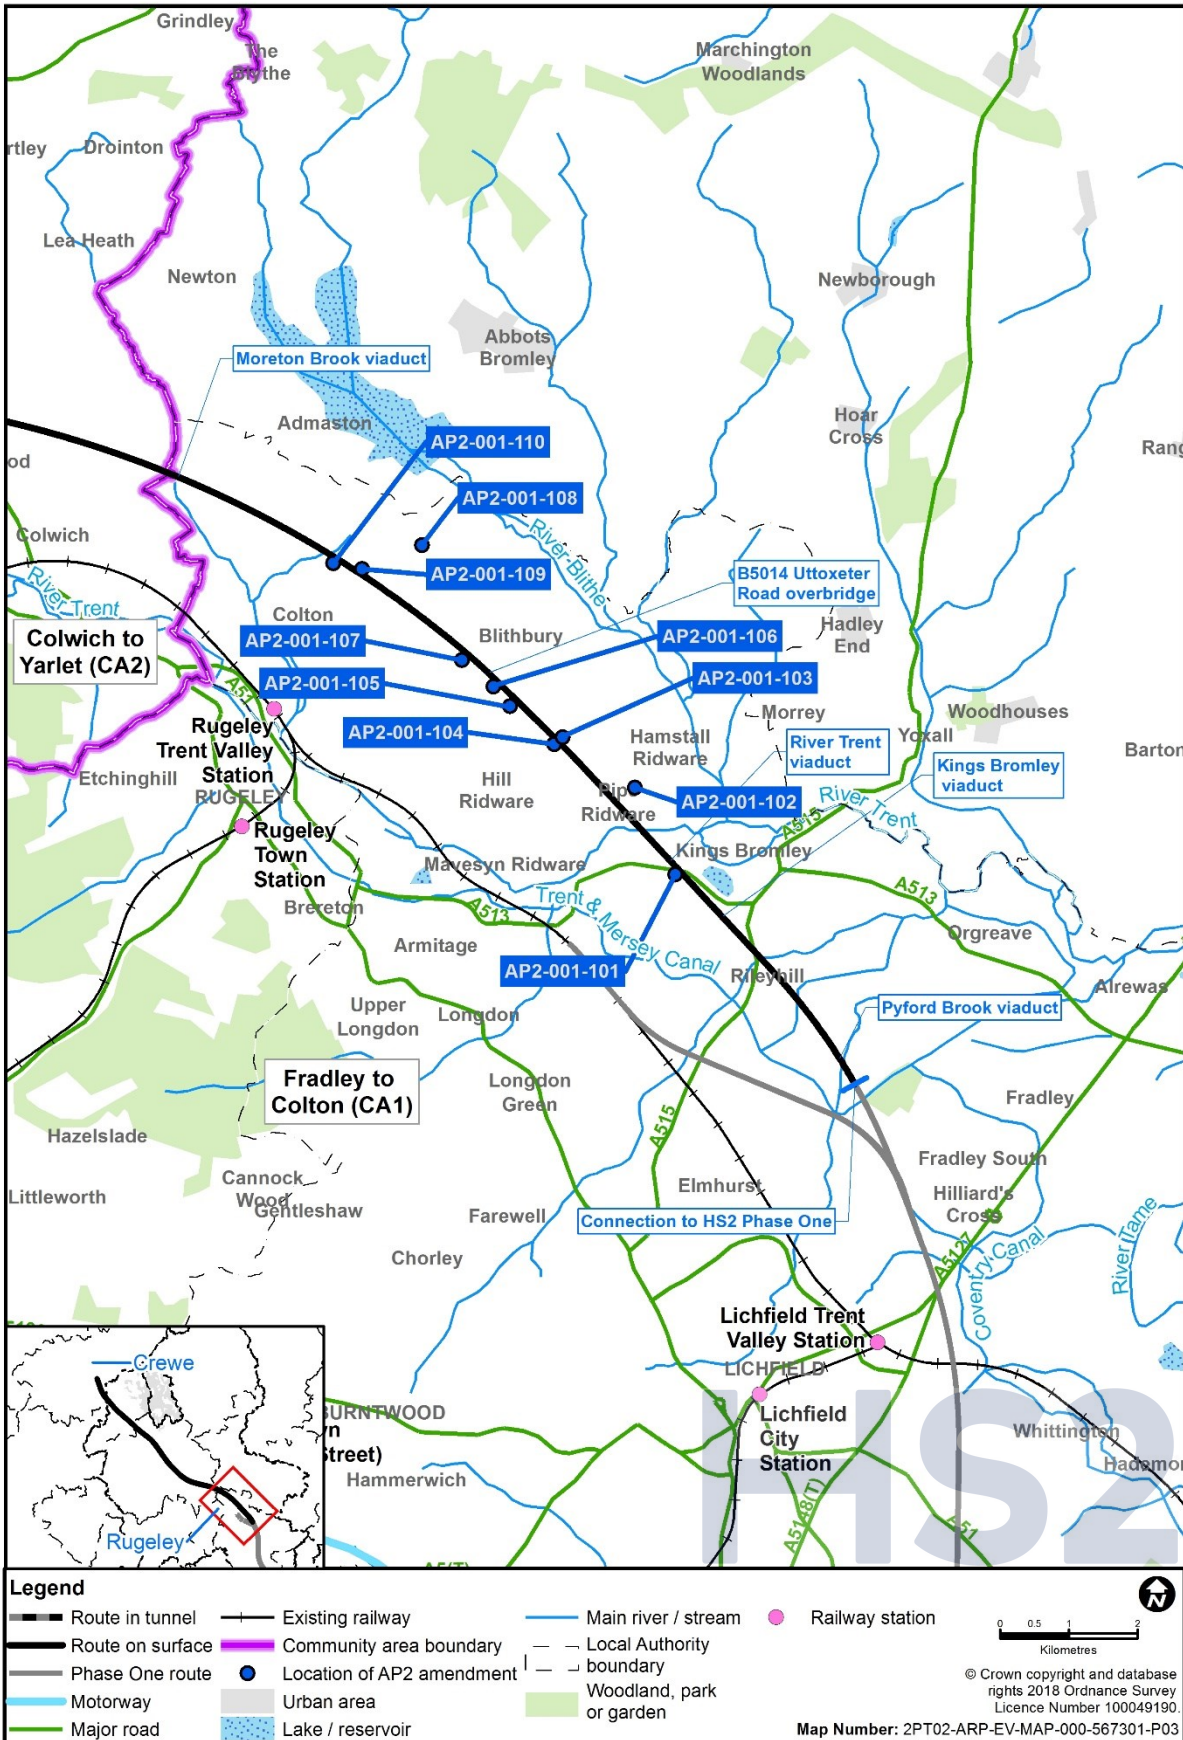 Grindley
The
Blythe
Marchington
Woodlands
rtley
Drointon
Lea Heath
Newton
Newborough
Abbots
Bromley
Moreton Brook viaduct
Admaston
Hoar
Cross
Rang
AP2-001-110
od
AP2-001-108
Colwich
River Blithe
AP2-001-109
B5014 Uttoxeter
Road overbridge
River Trent
Colton
Colwich to
Yarlet (CA2)
AP2-001-107
Blithbury
AP2-001-106
Hadley
End
AP2-001-105
AP2-001-103
A51
Rugeley
Trent Valley
Station
AP2-001-104
Morrey
Woodhouses
Hamstall
Ridware
River Trent
viaduct
Yoxall
Barton
Etchinghill
RUGELEY
Hill
Ridware
Pip
Ridware
AP2-001-102
Kings Bromley
viaduct
River Trent
Rugeley
Town
Station
A515
Mavesyn Ridware
Kings Bromley
A513
Brereton
A513
Trent & Mersey Canal
Armitage
Orgreave
AP2-001-101
Rileyhill
Alrewas
Upper
Longdon
Longdon
Pyford Brook viaduct
Fradley to
Colton (CA1)
Longdon
Green
Fradley
A515
Hazelslade
Fradley South
Cannock
Wood
Gentleshaw
Elmhurst
Hilliard's
Cross
Littleworth
Farewell
Connection to HS2 Phase One
River Tame
Chorley
A5127
Coventry Canal
Lichfield Trent
Valley Station
LICHFIELD
Crewe
BURNTWOOD
n
Street)
Lichfield
City
Station
Whittington
Hammerwich
A5148(T)
A51
HS2
Rugeley
A5(T)
Legend
Route in tunnel
Existing railway
Main river / stream
Railway station
N
Route on surface
Community area boundary
Local Authority
boundary
0 0.5 1 2
Kilometres
Phase One route
Location of AP2 amendment
Motorway
Urban area
Woodland, park
or garden
Major road
Lake / reservoir
© Crown copyright and database
rights 2018 Ordnance Survey
Licence Number 100049190.
Map Number: 2PT02-ARP-EV-MAP-000-567301-P03